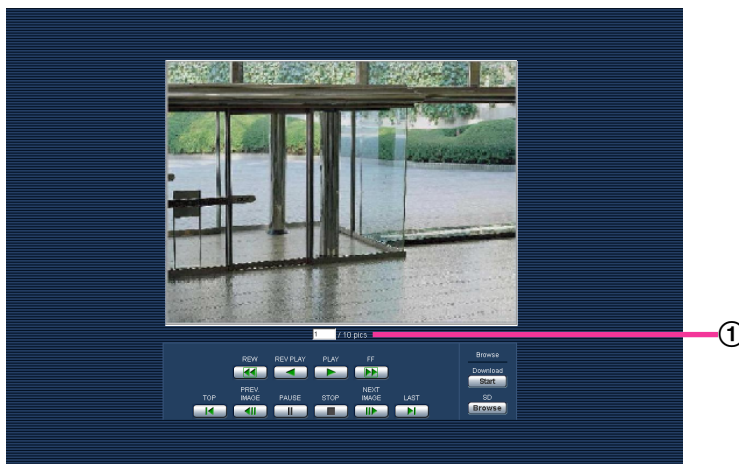 1 / 10 pics
①
REW REV PLAY PLAY FF
TOP PREV. IMAGE PAUSE STOP NEXT IMAGE LAST
Browse
Download
Start
SD
Browse